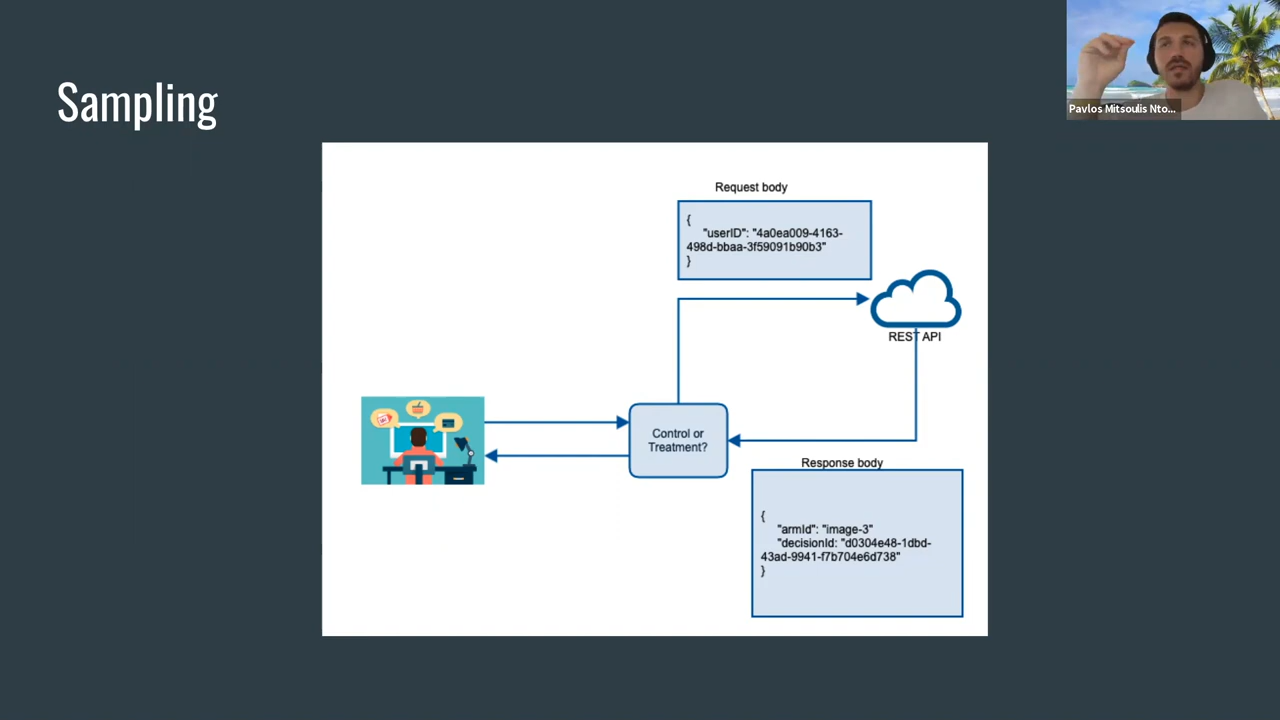 Pavlos Mitsoulis Nto...
Sampling
Request body
{
"userID": "4a0ea009-4163-
498d-bbaa-3f59091b90b3"
}
REST API
Control or
Treatment?
Response body
{
"armId": "image-3"
"decisionId: "d0304e48-1dbd-
43ad-9941-f7b704e6d738"
}